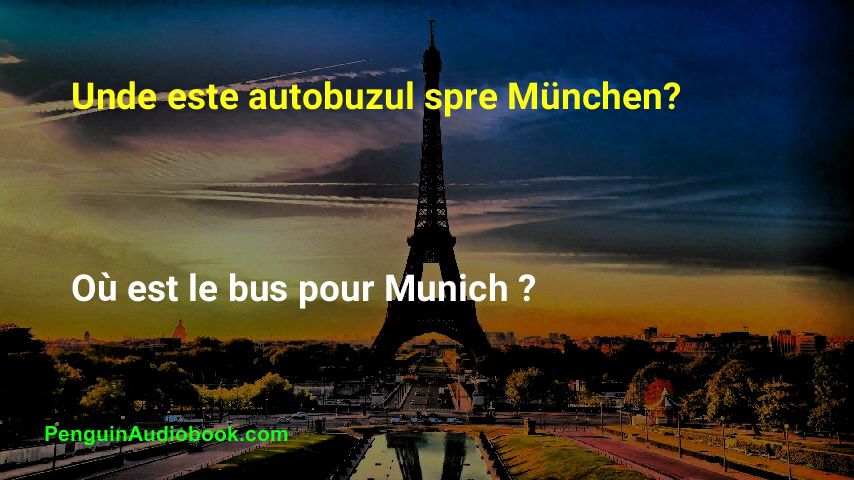 Unde este autobuzul spre München?
Où est le bus pour Munich ?
PenguinAudiobook.com